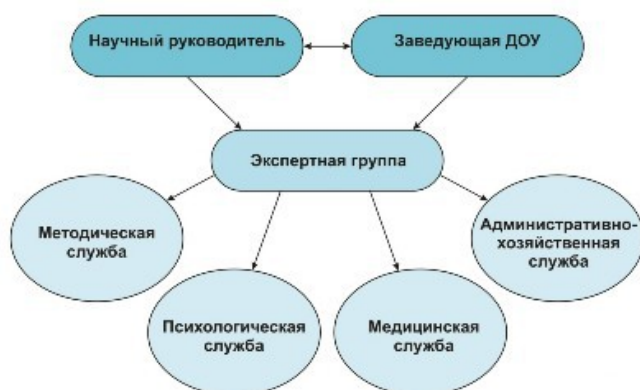 Научный руководитель
Заведующая ДОУ
Экспертная группа
Методическая
служба
Административно-
хозяйственная
служба
Психологическая
служба
Медицинская
служба